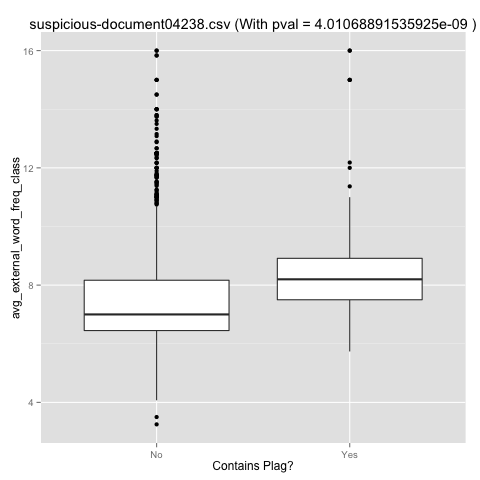 suspicious-document04238.csv (With pval = 4.01068891535925e-09 )
16
12
8
4
avg_external_word_freq_class
No
Yes
Contains Plag?